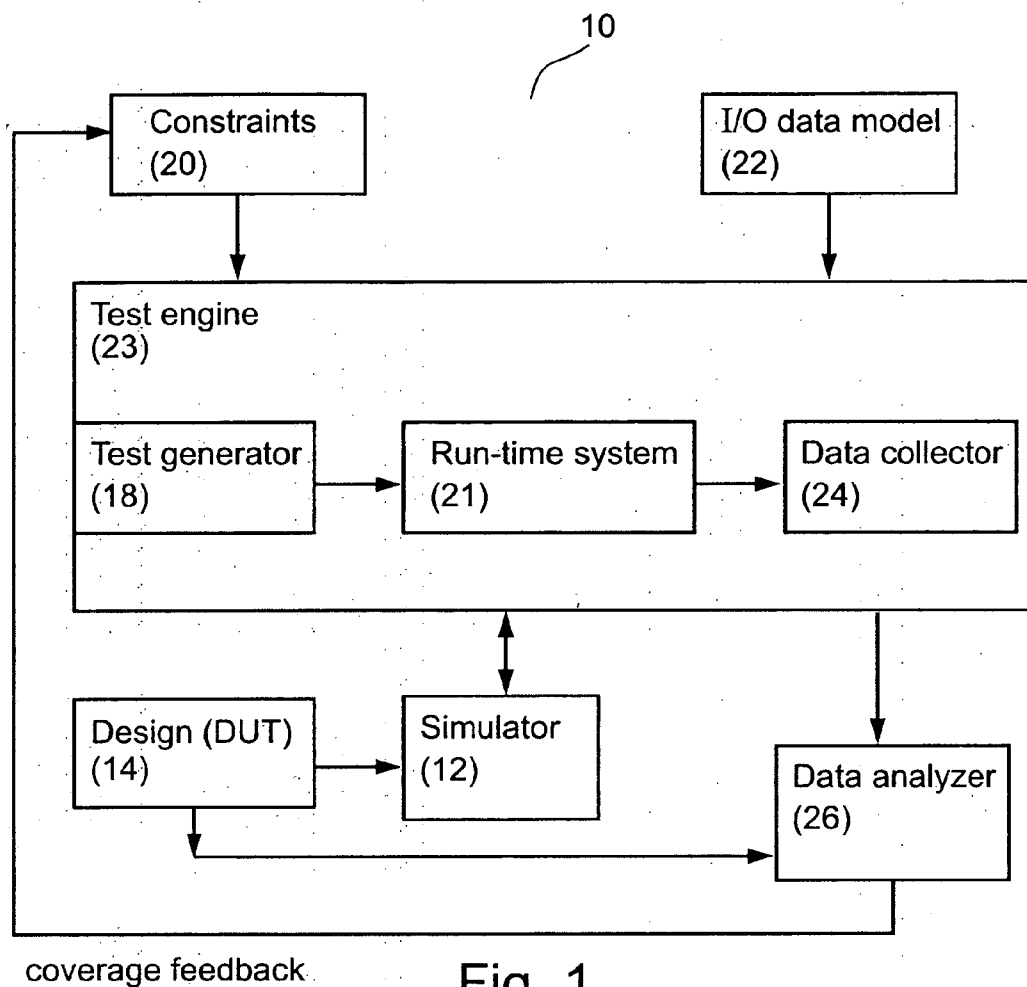 10
Constraints
(20)
I/O data model
(22)
Test engine
(23)
Test generator
(18)
Run-time system
(21)
Data collector
(24)
Design (DUT)
(14)
Simulator
(12)
Data analyzer
(26)
coverage feedback
Fig. 1